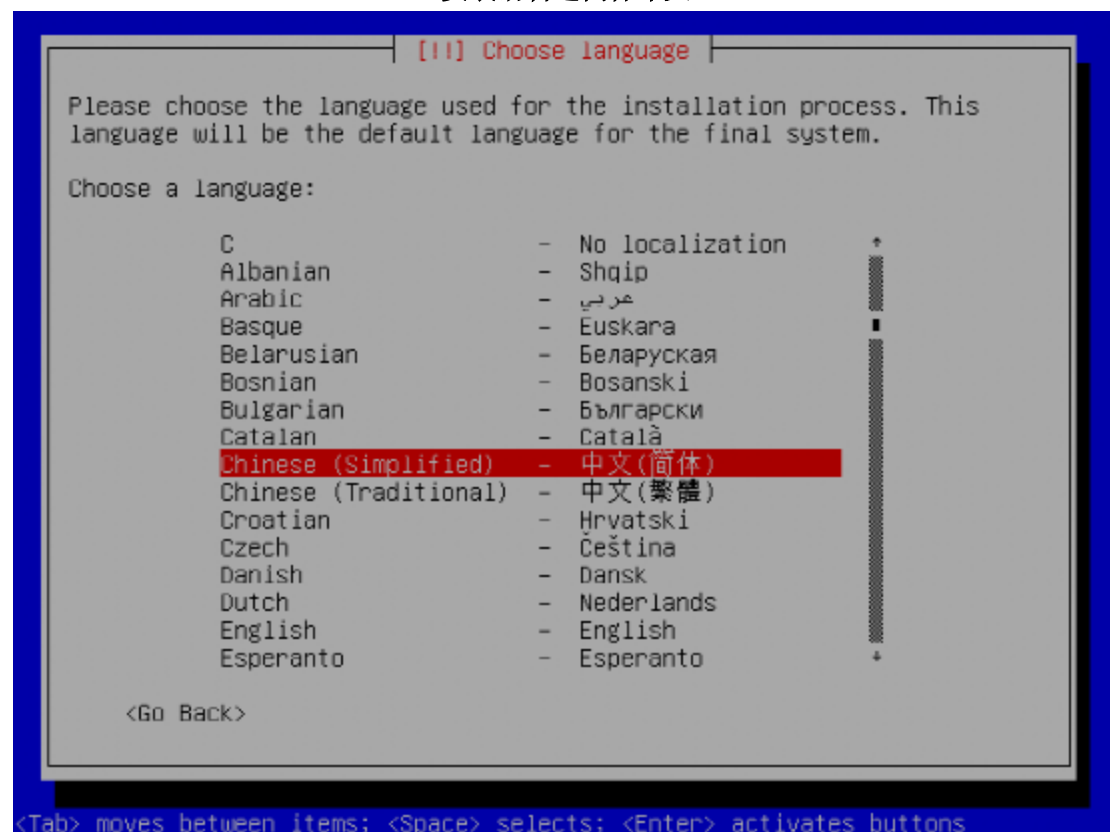 [!!] Choose language
Please choose the language used for the installation process. This
language will be the default language for the final system.
Choose a language:
C - No localization
Albanian - Shqip
Arabic - عربي
Basque - Euskara
Belarusian - Беларуская
Bosnian - Bosanski
Bulgarian - Български
Catalan - Català
Chinese (Simplified) - 中文(简体)
Chinese (Traditional) - 中文(繁體)
Croatian - Hrvatski
Czech - Čeština
Danish - Dansk
Dutch - Nederlands
English - English
Esperanto - Esperanto
<Go Back>
<Tab> moves between items; <Space> selects; <Enter> activates buttons